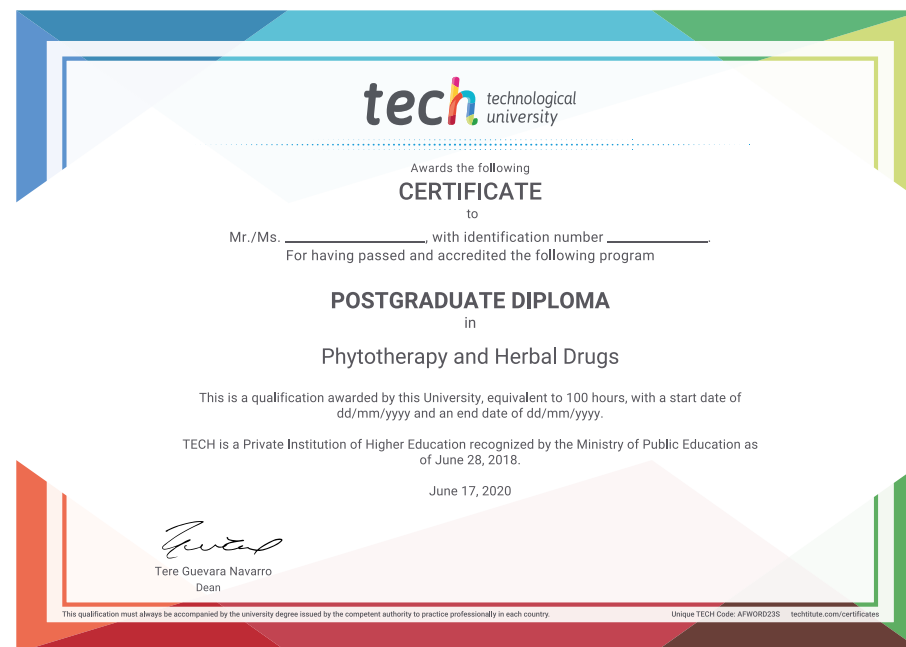 tech technological
university
Awards the following
CERTIFICATE
to
Mr./Ms. ____________________, with identification number ______________.
For having passed and accredited the following program
POSTGRADUATE DIPLOMA
in
Phytotherapy and Herbal Drugs
This is a qualification awarded by this University, equivalent to 100 hours, with a start date of
dd/mm/yyyy and an end date of dd/mm/yyyy.
TECH is a Private Institution of Higher Education recognized by the Ministry of Public Education as
of June 28, 2018.
June 17, 2020
Tere Guevara Navarro
Dean
This qualification must always be accompanied by the university degree issued by the competent authority to practice professionally in each country. Unique TECH Code: AFWORD23S techtitute.com/certificates